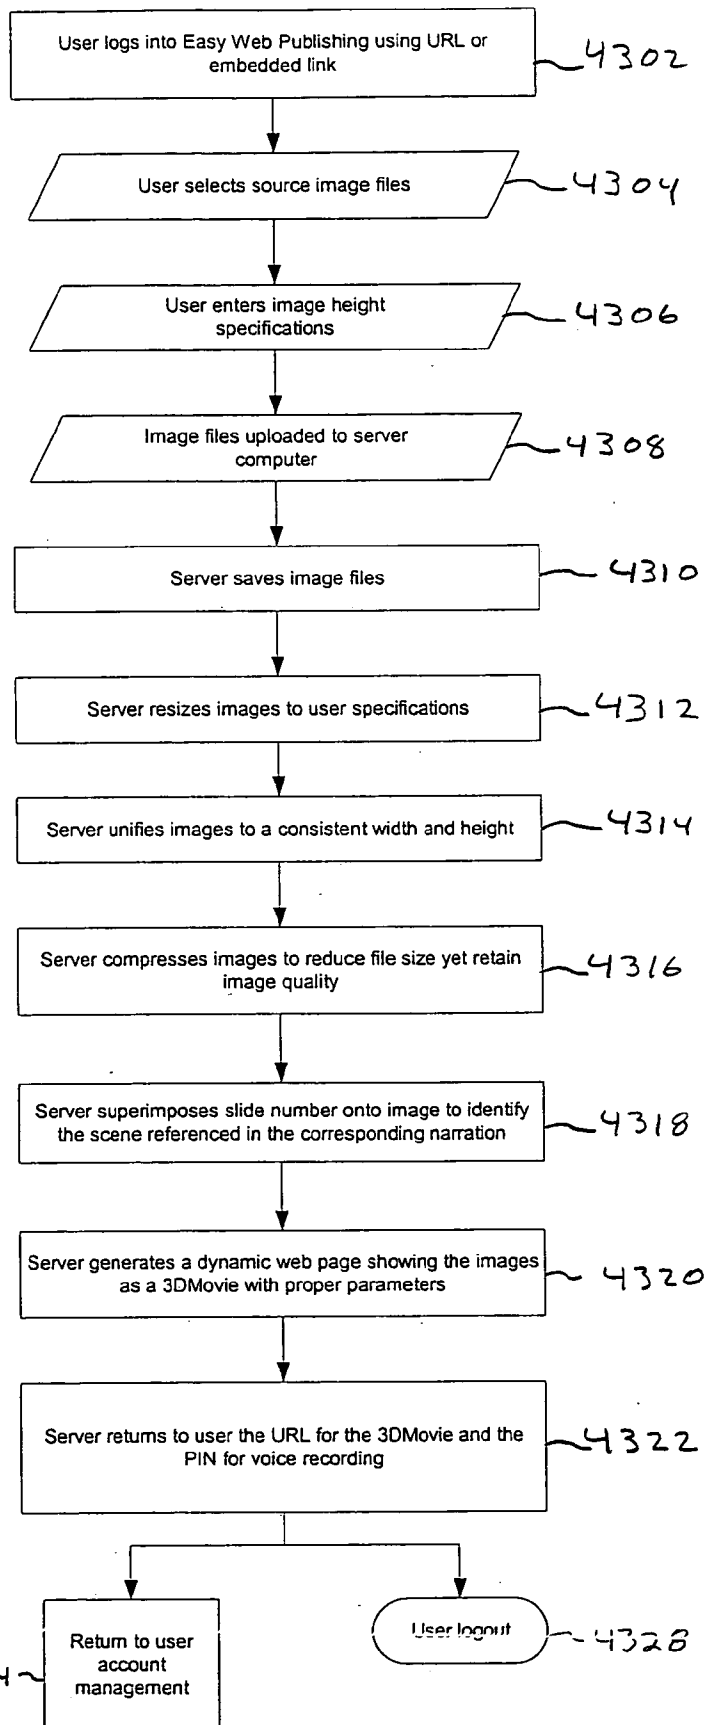 User logs into Easy Web Publishing using URL or
embedded link
4302
User selects source image files
4304
User enters image height
specifications
4306
Image files uploaded to server
computer
4308
Server saves image files
4310
Server resizes images to user specifications
4312
Server unifies images to a consistent width and height
4314
Server compresses images to reduce file size yet retain
image quality
4316
Server superimposes slide number onto image to identify
the scene referenced in the corresponding narration
4318
Server generates a dynamic web page showing the images
as a 3DMovie with proper parameters
4320
Server returns to user the URL for the 3DMovie and the
PIN for voice recording
4322
Return to user
account
management
4
User logout
4328